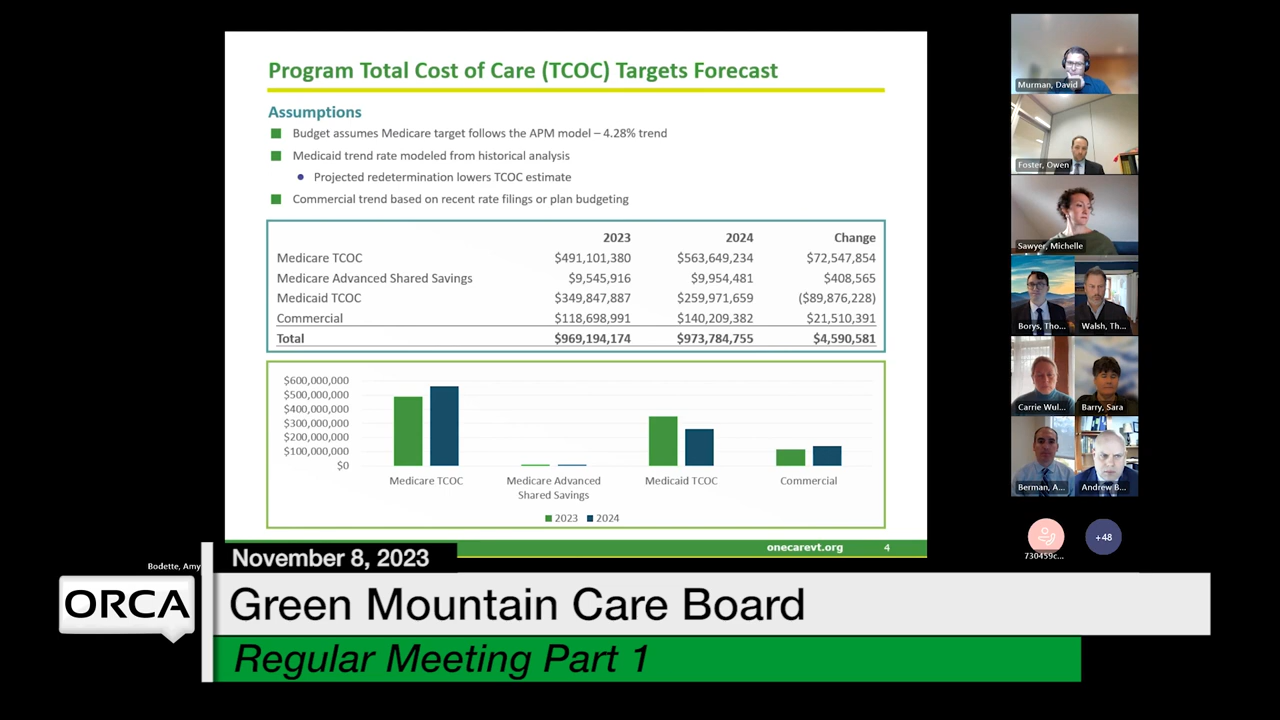 Program Total Cost of Care (TCOC) Targets Forecast
Assumptions
Budget assumes Medicare target follows the APM model – 4.28% trend
Medicaid trend rate modeled from historical analysis
Projected redetermination lowers TCOC estimate
Commercial trend based on recent rate filings or plan budgeting
2023 2024 Change
Medicare TCOC $491,101,380 $563,649,234 $72,547,854
Medicare Advanced Shared Savings $9,545,916 $9,954,481 $408,565
Medicaid TCOC $349,847,887 $259,971,659 ($89,876,228)
Commercial $118,698,991 $140,209,382 $21,510,391
Total $969,194,174 $973,784,755 $4,590,581
$600,000,000
$500,000,000
$400,000,000
$300,000,000
$200,000,000
$100,000,000
$0
Medicare TCOC Medicare Advanced Medicaid TCOC Commercial
Shared Savings
2023 2024
onecarevt.org 4
Murman, David
Foster, Owen
Sawyer, Michelle
Borys, Tho... Walsh, Th...
Carrie Wul... Barry, Sara
Berman, A... Andrew B...
+48
730459c...
Bodette, Amy
November 8, 2023
ORCA
Green Mountain Care Board
Regular Meeting Part 1